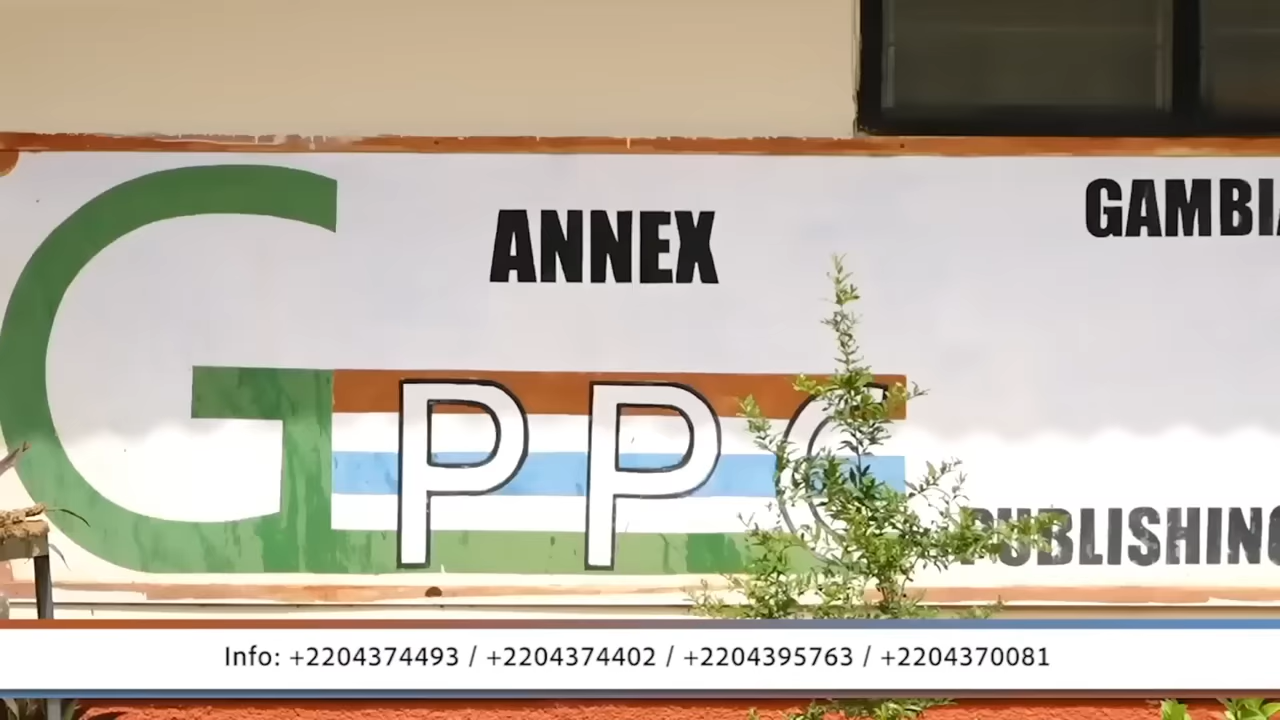 ANNEX
GAMBIA
GPPC
PUBLISHING
Info: +2204374493 / +2204374402 / +2204395763 / +2204370081